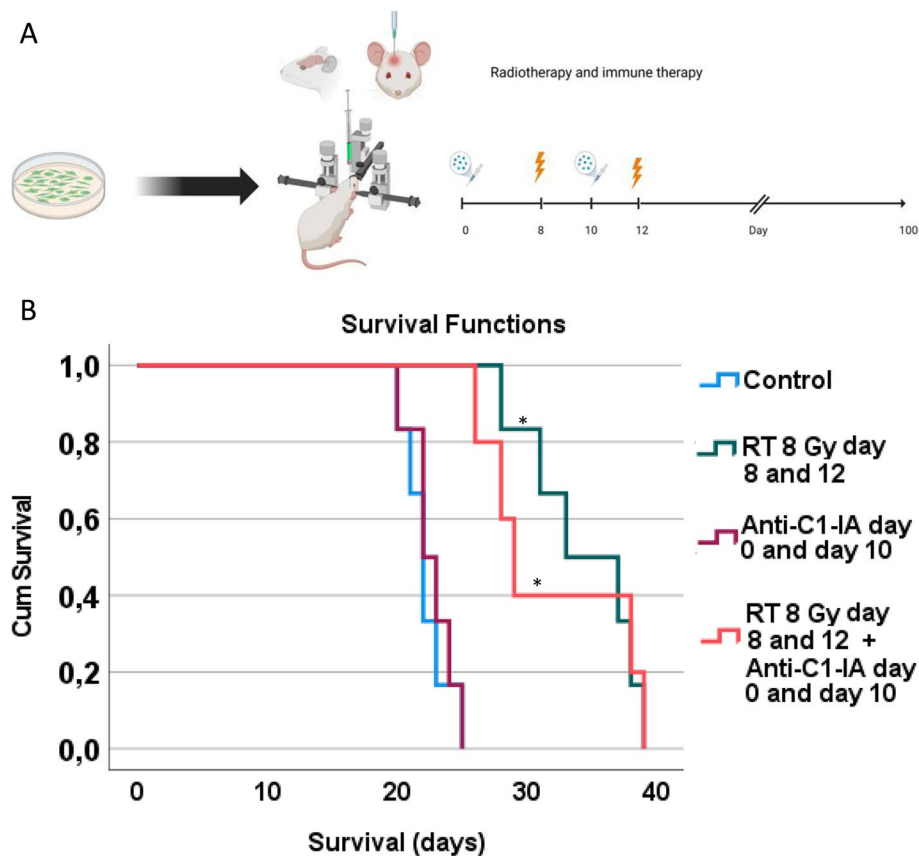 A
Radiotherapy and immune therapy
0 8 10 12 Day 100
B
Survival Functions
Cum Survival
1,0
0,8
0,6
0,4
0,2
0,0
*
*
0 10 20 30 40
Survival (days)
Control
RT 8 Gy day
8 and 12
Anti-C1-IA day
0 and day 10
RT 8 Gy day
8 and 12 +
Anti-C1-IA day
0 and day 10